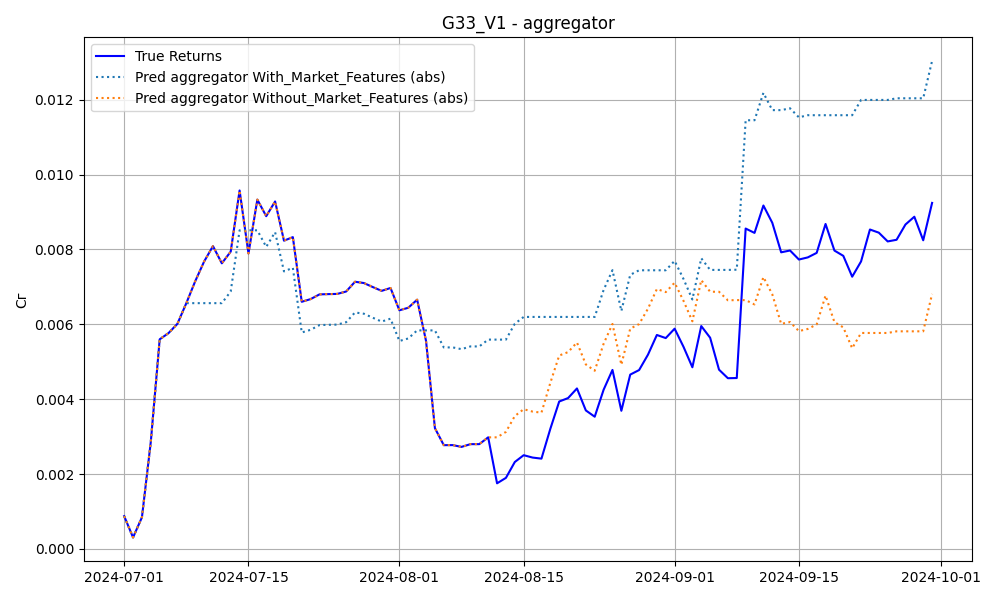 G33_V1 - aggregator
True Returns
Pred aggregator With_Market_Features (abs)
Pred aggregator Without_Market_Features (abs)
Cr
0.012
0.010
0.008
0.006
0.004
0.002
0.000
2024-07-01
2024-07-15
2024-08-01
2024-08-15
2024-09-01
2024-09-15
2024-10-01